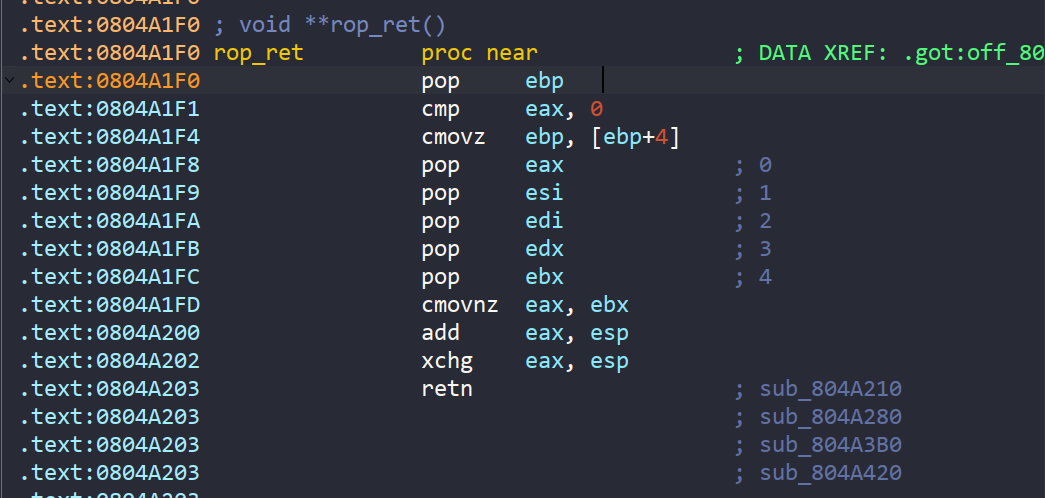 .text:0804A1F0
.text:0804A1F0 ; void **rop_ret()
.text:0804A1F0 rop_ret proc near ; DATA XREF: .got:off_80
.text:0804A1F0 pop ebp
.text:0804A1F1 cmp eax, 0
.text:0804A1F4 cmovz ebp, [ebp+4]
.text:0804A1F8 pop eax ; 0
.text:0804A1F9 pop esi ; 1
.text:0804A1FA pop edi ; 2
.text:0804A1FB pop edx ; 3
.text:0804A1FC pop ebx ; 4
.text:0804A1FD cmovnz eax, ebx
.text:0804A200 add eax, esp
.text:0804A202 xchg eax, esp
.text:0804A203 retn ; sub_804A210
.text:0804A203 ; sub_804A280
.text:0804A203 ; sub_804A3B0
.text:0804A203 ; sub_804A420
.text:0804A203